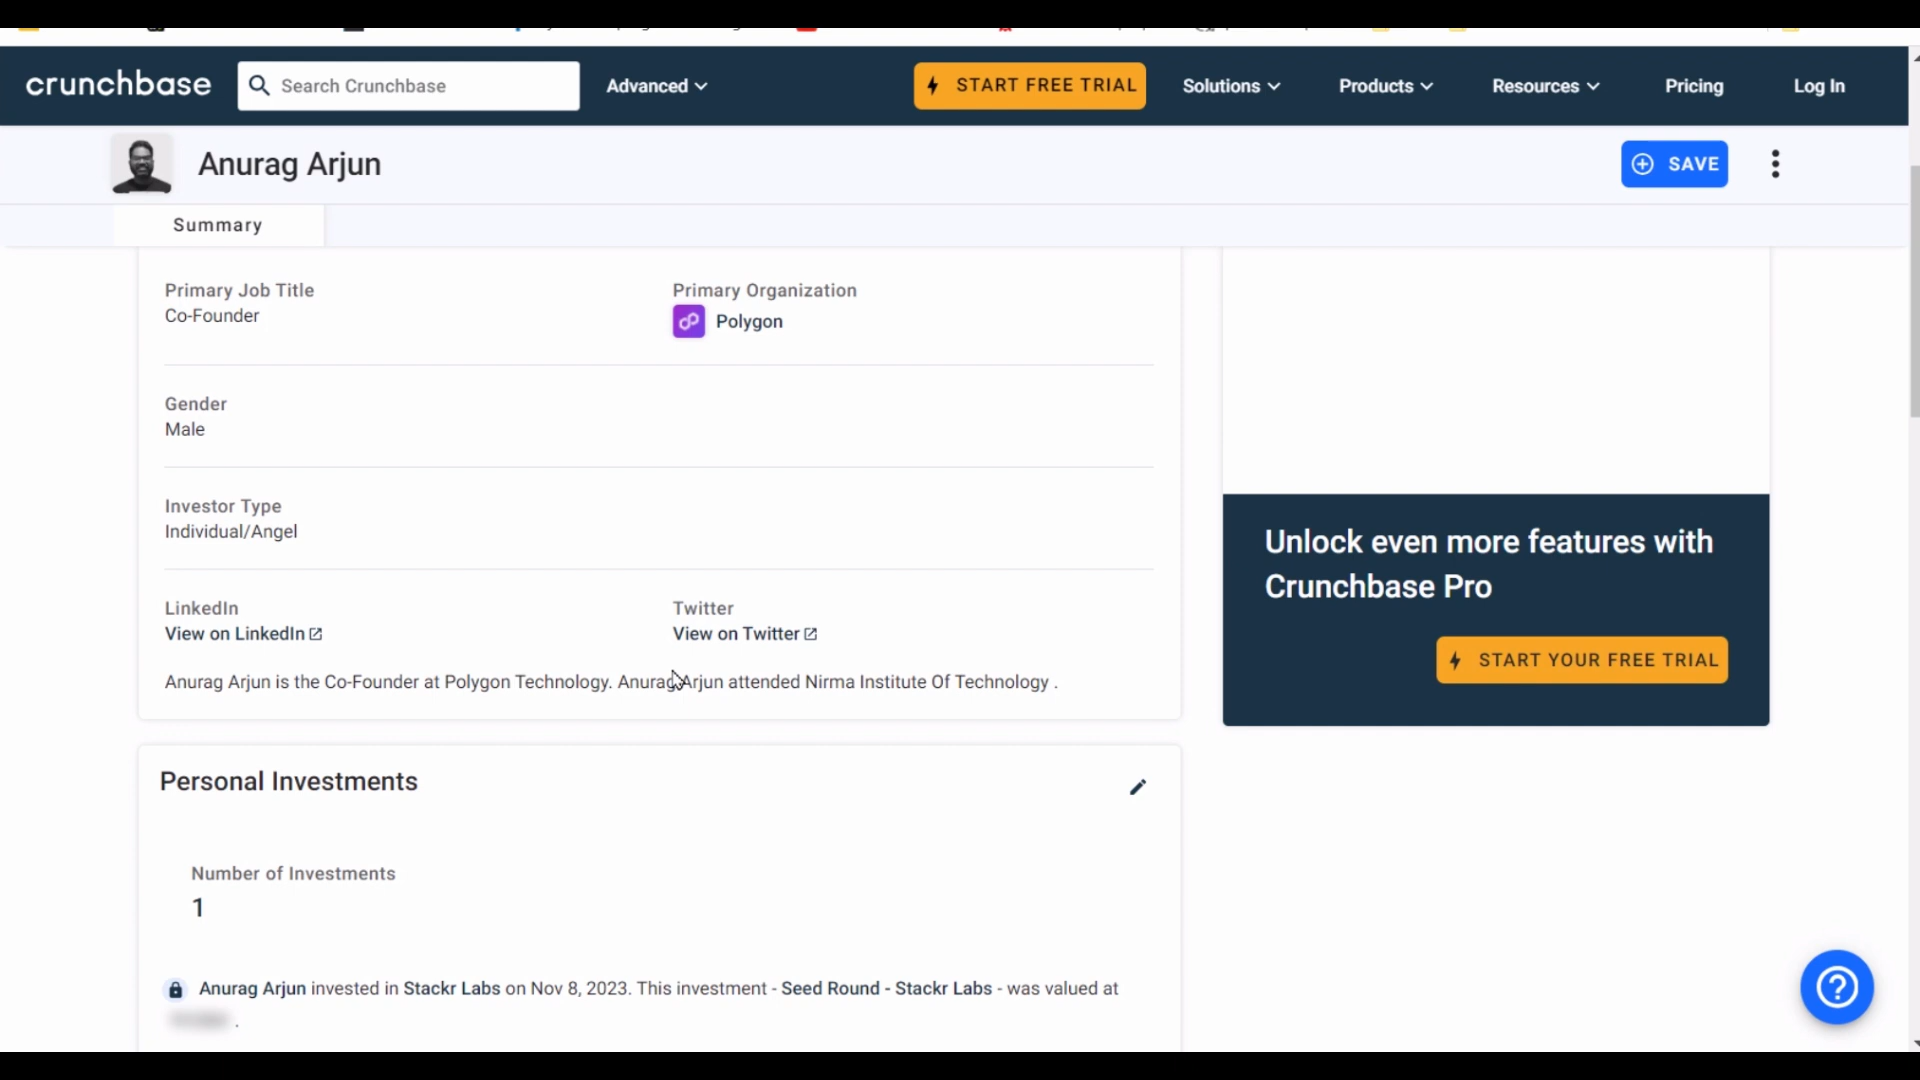 crunchbase
Search Crunchbase
Advanced
START FREE TRIAL
Solutions
Products
Resources
Pricing
Log In
Anurag Arjun
SAVE
Summary
Primary Job Title
Co-Founder
Primary Organization
Polygon
Gender
Male
Investor Type
Individual/Angel
LinkedIn
View on LinkedIn
Twitter
View on Twitter
Anurag Arjun is the Co-Founder at Polygon Technology. Anurag Arjun attended Nirma Institute Of Technology .
Unlock even more features with
Crunchbase Pro
START YOUR FREE TRIAL
Personal Investments
Number of Investments
1
Anurag Arjun invested in Stackr Labs on Nov 8, 2023. This investment - Seed Round - Stackr Labs - was valued at
.